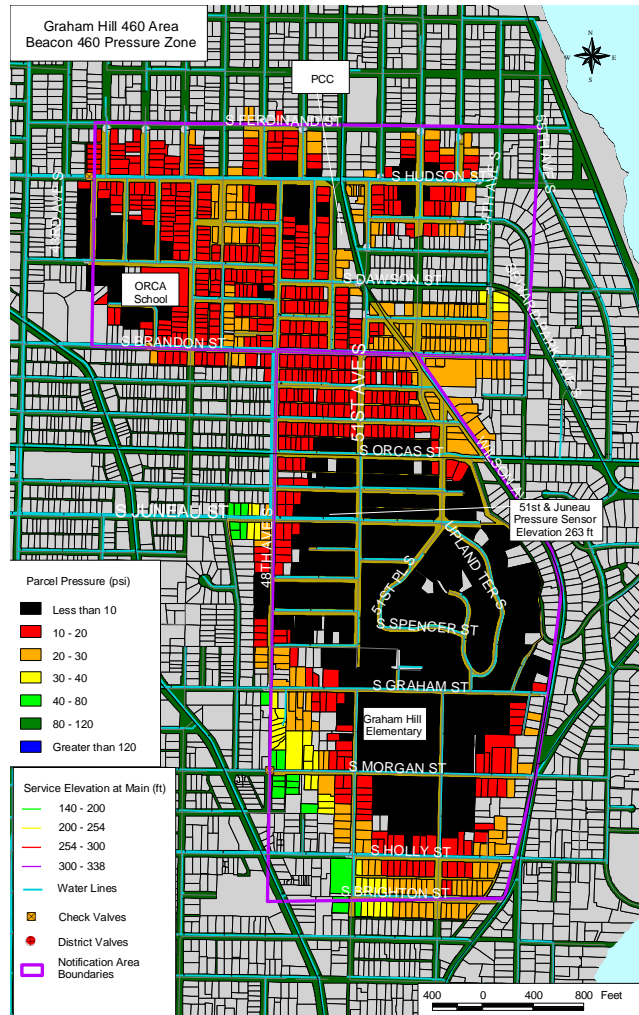 Graham Hill 460 Area
Beacon 460 Pressure Zone
N
W
E
S
PCC
S FERDINAND ST
S HUDSON ST
54TH AVE S
ORCA
School
S DAWSON ST
S BRANDON ST
51ST AVE S
S ORCAS ST
S JUNEAU ST
51st & Juneau
Pressure Sensor
Elevation 263 ft
48TH AVE S
51ST PL S
UPLAND TER S
S SPENCER ST
S GRAHAM ST
Graham Hill
Elementary
S MORGAN ST
S HOLLY ST
S BRIGHTON ST
Parcel Pressure (psi)
Less than 10
10 - 20
20 - 30
30 - 40
40 - 80
80 - 120
Greater than 120
Service Elevation at Main (ft)
140 - 200
200 - 254
254 - 300
300 - 338
Water Lines
Check Valves
District Valves
Notification Area
Boundaries
400 0 400 800 Feet